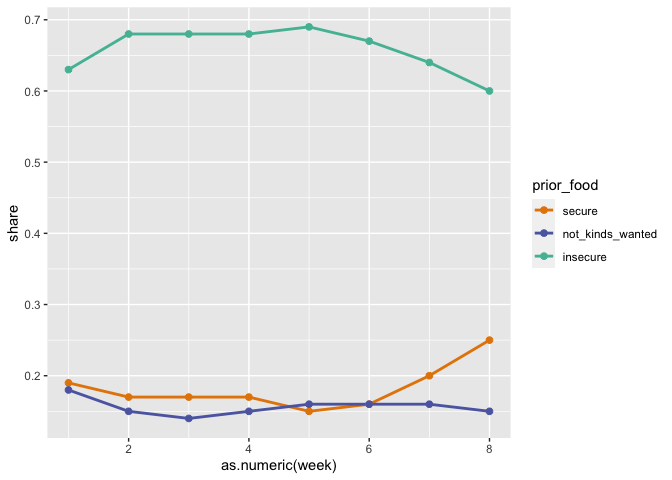 0.7
0.6
0.5
0.4
0.3
0.2
share
2 4 6 8
as.numeric(week)
prior_food
secure
not_kinds_wanted
insecure